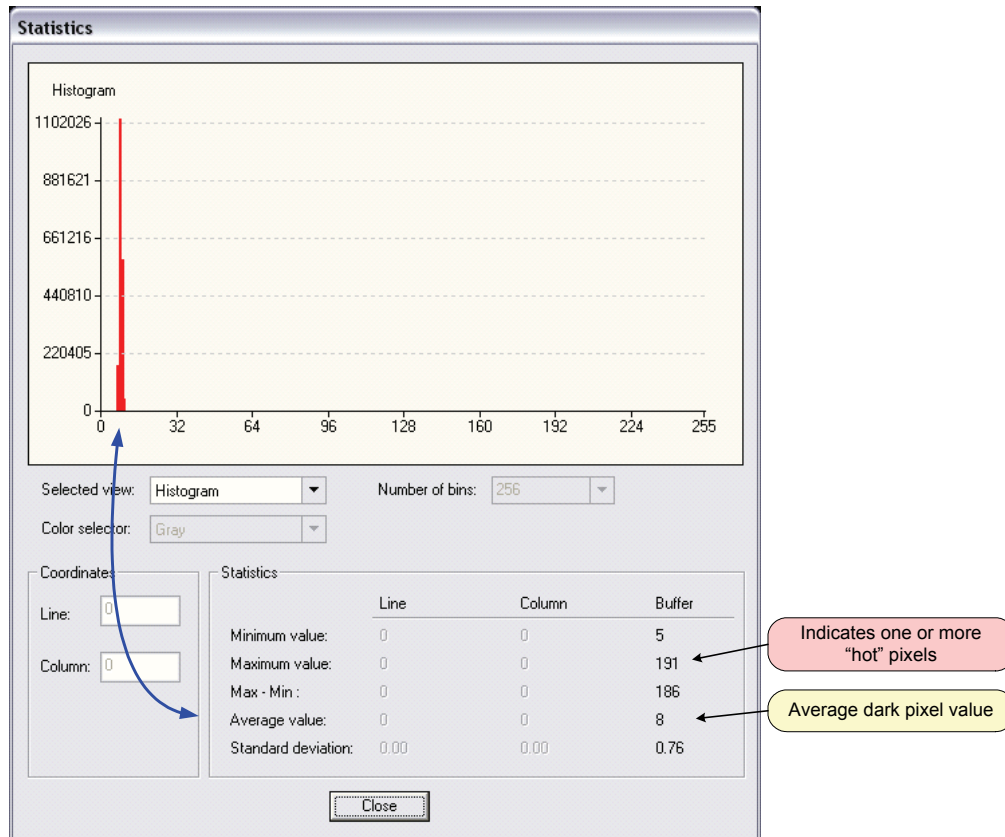 Statistics
Histogram
1102026
881621
661216
440810
220405
0
0 32 64 96 128 160 192 224 255
Selected view: Histogram Number of bins: 256
Color selector: Gray
Coordinates
Line: 0
Column: 0
Statistics
Line Column Buffer
Minimum value: 0 0 5
Maximum value: 0 0 191
Max - Min : 0 0 186
Average value: 0 0 8
Standard deviation: 0.00 0.00 0.76
Indicates one or more
“hot” pixels
Average dark pixel value
Close